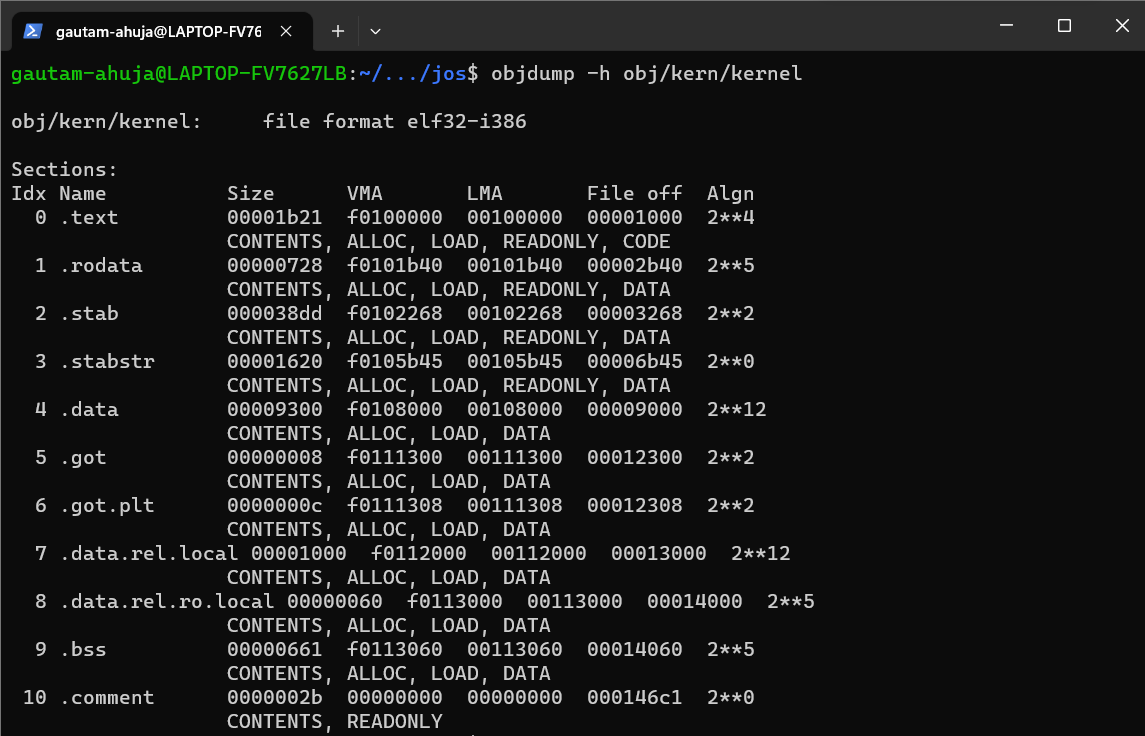 gautam-ahuja@LAPTOP-FV76
gautam-ahuja@LAPTOP-FV7627LB:~/.../jos$ objdump -h obj/kern/kernel
obj/kern/kernel:     file format elf32-i386
Sections:
Idx Name          Size      VMA       LMA       File off  Algn
  0 .text         00001b21  f0100000  00100000  00001000  2**4
                  CONTENTS, ALLOC, LOAD, READONLY, CODE
  1 .rodata       00000728  f0101b40  00101b40  00002b40  2**5
                  CONTENTS, ALLOC, LOAD, READONLY, DATA
  2 .stab         000038dd  f0102268  00102268  00003268  2**2
                  CONTENTS, ALLOC, LOAD, READONLY, DATA
  3 .stabstr      00001620  f0105b45  00105b45  00006b45  2**0
                  CONTENTS, ALLOC, LOAD, READONLY, DATA
  4 .data         00009300  f0108000  00108000  00009000  2**12
                  CONTENTS, ALLOC, LOAD, DATA
  5 .got          00000008  f0111300  00111300  00012300  2**2
                  CONTENTS, ALLOC, LOAD, DATA
  6 .got.plt      0000000c  f0111308  00111308  00012308  2**2
                  CONTENTS, ALLOC, LOAD, DATA
  7 .data.rel.local 00001000  f0112000  00112000  00013000  2**12
                  CONTENTS, ALLOC, LOAD, DATA
  8 .data.rel.ro.local 00000060  f0113000  00113000  00014000  2**5
                  CONTENTS, ALLOC, LOAD, DATA
  9 .bss          00000661  f0113060  00113060  00014060  2**5
                  CONTENTS, ALLOC, LOAD, DATA
 10 .comment      0000002b  00000000  00000000  000146c1  2**0
                  CONTENTS, READONLY